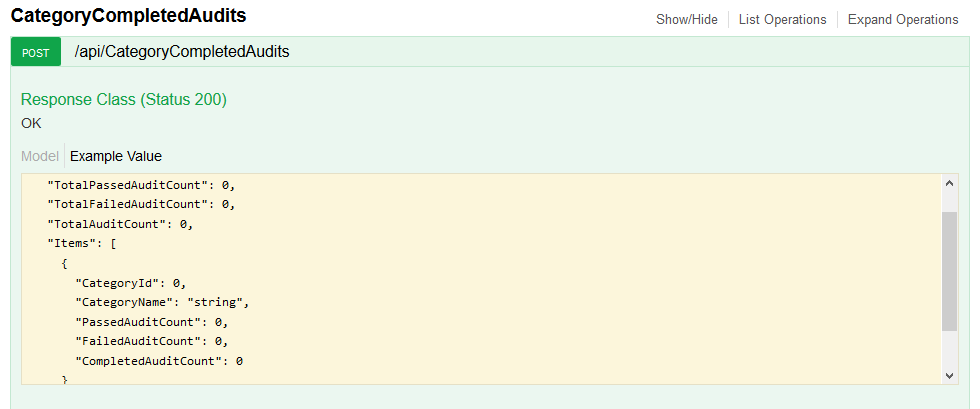 CategoryCompletedAudits
Show/Hide List Operations Expand Operations
POST /api/CategoryCompletedAudits
Response Class (Status 200)
OK
Model Example Value
"TotalPassedAuditCount": 0,
"TotalFailedAuditCount": 0,
"TotalAuditCount": 0,
"Items": [
{
"CategoryId": 0,
"CategoryName": "string",
"PassedAuditCount": 0,
"FailedAuditCount": 0,
"CompletedAuditCount": 0
}